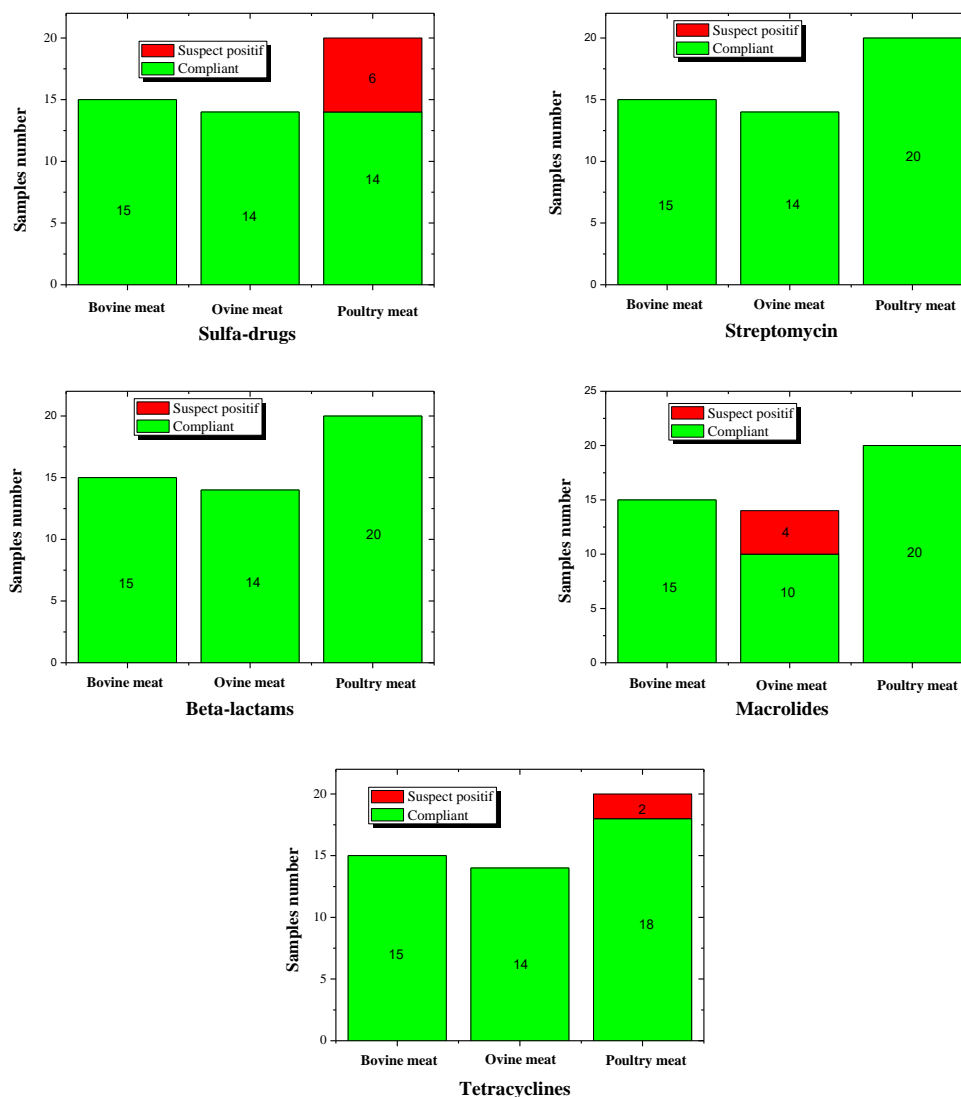 Samples number
20
15
10
5
0
Suspect positif
Compliant
6
15
14
14
Bovine meat Ovine meat Poultry meat
Sulfa-drugs
Samples number
20
15
10
5
0
Suspect positif
Compliant
15
14
20
Bovine meat Ovine meat Poultry meat
Streptomycin
Samples number
20
15
10
5
0
Suspect positif
Compliant
15
14
20
Bovine meat Ovine meat Poultry meat
Beta-lactams
Samples number
25
20
15
10
5
0
Suspect positif
Compliant
4
15
10
20
Bovine meat Ovine meat Poultry meat
Macrolides
Samples number
20
15
10
5
0
Suspect positif
Compliant
2
15
14
18
Bovine meat Ovine meat Poultry meat
Tetracyclines